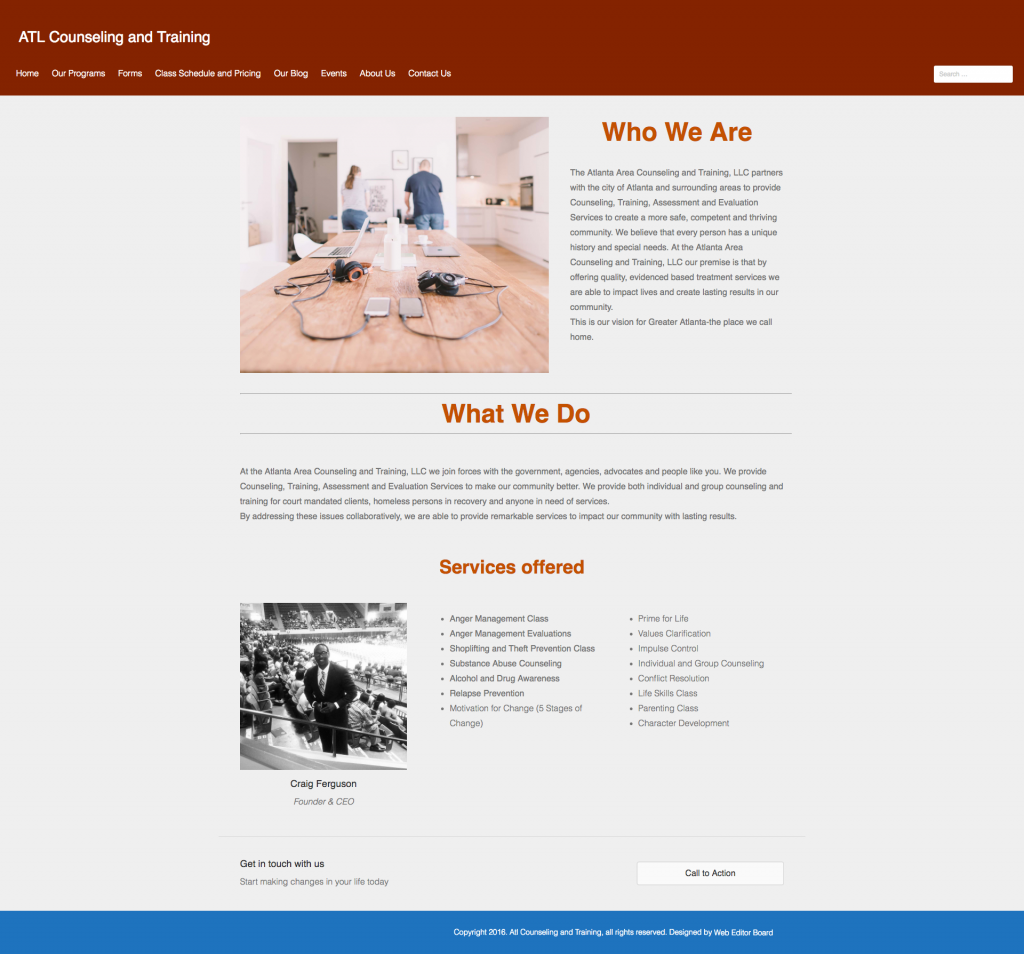 ATL Counseling and Training
Home Our Programs Forms Class Schedule and Pricing Our Blog Events About Us Contact Us Search ...
Who We Are
The Atlanta Area Counseling and Training, LLC partners
with the city of Atlanta and surrounding areas to provide
Counseling, Training, Assessment and Evaluation
Services to create a more safe, competent and thriving
community. We believe that every person has a unique
history and special needs. At the Atlanta Area
Counseling and Training, LLC our premise is that by
offering quality, evidenced based treatment services we
are able to impact lives and create lasting results in our
community.
This is our vision for Greater Atlanta-the place we call
home.
What We Do
At the Atlanta Area Counseling and Training, LLC we join forces with the government, agencies, advocates and people like you. We provide
Counseling, Training, Assessment and Evaluation Services to make our community better. We provide both individual and group counseling and
training for court mandated clients, homeless persons in recovery and anyone in need of services.
By addressing these issues collaboratively, we are able to provide remarkable services to impact our community with lasting results.
Services offered
Craig Ferguson
Founder & CEO
• Anger Management Class
• Anger Management Evaluations
• Shoplifting and Theft Prevention Class
• Substance Abuse Counseling
• Alcohol and Drug Awareness
• Relapse Prevention
• Motivation for Change (5 Stages of
Change)
• Prime for Life
• Values Clarification
• Impulse Control
• Individual and Group Counseling
• Conflict Resolution
• Life Skills Class
• Parenting Class
• Character Development
Get in touch with us
Start making changes in your life today
Call to Action
Copyright 2016. Atl Counseling and Training, all rights reserved. Designed by Web Editor Board